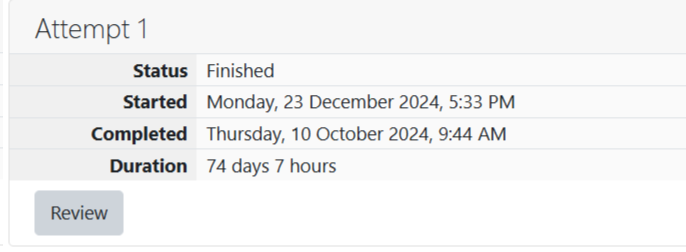 Attempt 1
Status Finished
Started Monday, 23 December 2024, 5:33 PM
Completed Thursday, 10 October 2024, 9:44 AM
Duration 74 days 7 hours
Review